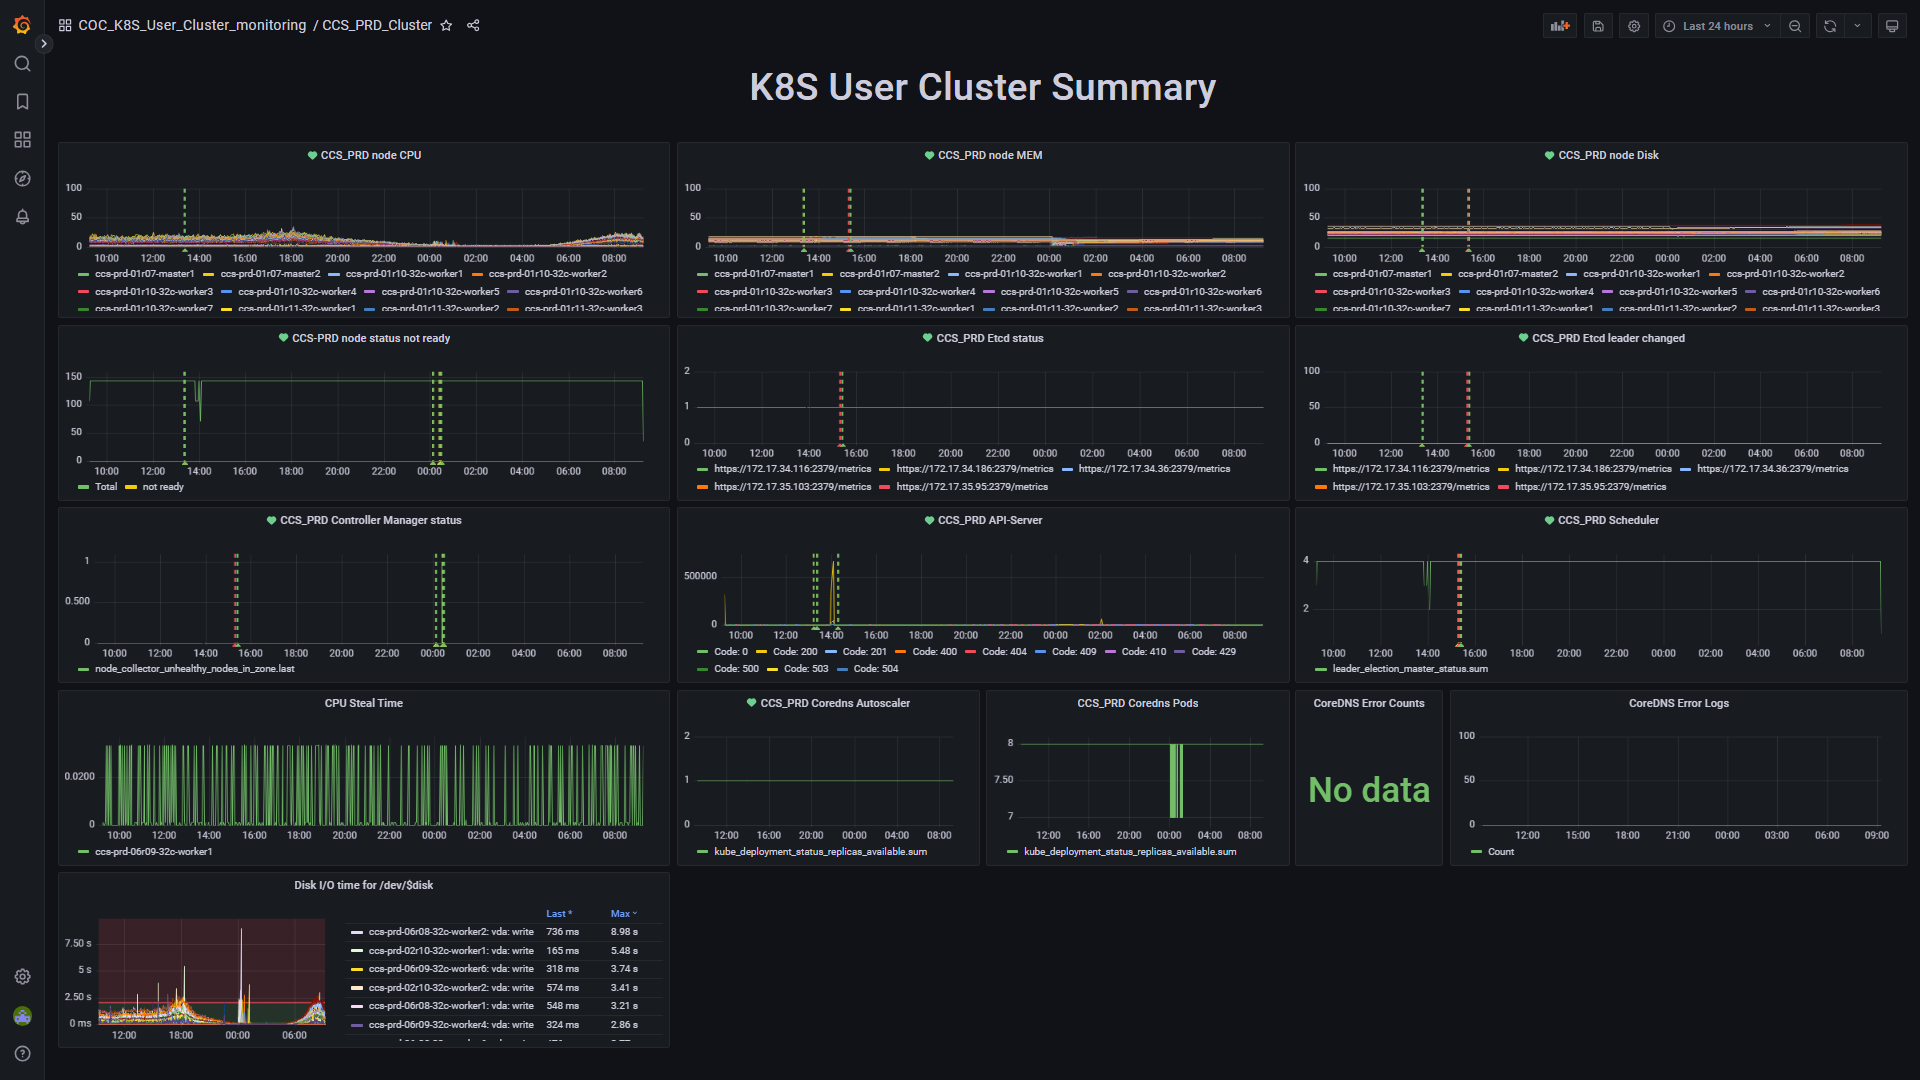 COC_K8S_User_Cluster_monitoring / CCS_PRD_Cluster
Last 24 hours
K8S User Cluster Summary
CCS_PRD node CPU
100
50
0
10:00 12:00 14:00 16:00 18:00 20:00 22:00 00:00 02:00 04:00 06:00 08:00
ccs-prd-01r07-master1 ccs-prd-01r07-master2 ccs-prd-01r10-32c-worker1 ccs-prd-01r10-32c-worker2
ccs-prd-01r10-32c-worker3 ccs-prd-01r10-32c-worker4 ccs-prd-01r10-32c-worker5 ccs-prd-01r10-32c-worker6
ccs-prd-01r10-32c-worker7 ccs-prd-01r11-32c-worker1 ccs-prd-01r11-32c-worker2 ccs-prd-01r11-32c-worker3
CCS_PRD node MEM
100
50
0
10:00 12:00 14:00 16:00 18:00 20:00 22:00 00:00 02:00 04:00 06:00 08:00
ccs-prd-01r07-master1 ccs-prd-01r07-master2 ccs-prd-01r10-32c-worker1 ccs-prd-01r10-32c-worker2
ccs-prd-01r10-32c-worker3 ccs-prd-01r10-32c-worker4 ccs-prd-01r10-32c-worker5 ccs-prd-01r10-32c-worker6
ccs-prd-01r10-32c-worker7 ccs-prd-01r11-32c-worker1 ccs-prd-01r11-32c-worker2 ccs-prd-01r11-32c-worker3
CCS_PRD node Disk
100
50
0
10:00 12:00 14:00 16:00 18:00 20:00 22:00 00:00 02:00 04:00 06:00 08:00
ccs-prd-01r07-master1 ccs-prd-01r07-master2 ccs-prd-01r10-32c-worker1 ccs-prd-01r10-32c-worker2
ccs-prd-01r10-32c-worker3 ccs-prd-01r10-32c-worker4 ccs-prd-01r10-32c-worker5 ccs-prd-01r10-32c-worker6
ccs-prd-01r10-32c-worker7 ccs-prd-01r11-32c-worker1 ccs-prd-01r11-32c-worker2 ccs-prd-01r11-32c-worker3
CCS-PRD node status not ready
150
100
50
0
10:00 12:00 14:00 16:00 18:00 20:00 22:00 00:00 02:00 04:00 06:00 08:00
Total not ready
CCS_PRD Etcd status
2
1
0
10:00 12:00 14:00 16:00 18:00 20:00 22:00 00:00 02:00 04:00 06:00 08:00
https://172.17.34.116:2379/metrics https://172.17.34.186:2379/metrics https://172.17.34.36:2379/metrics
https://172.17.35.103:2379/metrics https://172.17.35.95:2379/metrics
CCS_PRD Etcd leader changed
100
50
0
10:00 12:00 14:00 16:00 18:00 20:00 22:00 00:00 02:00 04:00 06:00 08:00
https://172.17.34.116:2379/metrics https://172.17.34.186:2379/metrics https://172.17.34.36:2379/metrics
https://172.17.35.103:2379/metrics https://172.17.35.95:2379/metrics
CCS_PRD Controller Manager status
1
0.500
0
10:00 12:00 14:00 16:00 18:00 20:00 22:00 00:00 02:00 04:00 06:00 08:00
node_collector_unhealthy_nodes_in_zone.last
CCS_PRD API-Server
500000
0
10:00 12:00 14:00 16:00 18:00 20:00 22:00 00:00 02:00 04:00 06:00 08:00
Code: 0 Code: 200 Code: 201 Code: 400 Code: 404 Code: 409 Code: 410 Code: 429
Code: 500 Code: 503 Code: 504
CCS_PRD Scheduler
4
2
10:00 12:00 14:00 16:00 18:00 20:00 22:00 00:00 02:00 04:00 06:00 08:00
leader_election_master_status.sum
CPU Steal Time
0.0200
0
10:00 12:00 14:00 16:00 18:00 20:00 22:00 00:00 02:00 04:00 06:00 08:00
ccs-prd-06r09-32c-worker1
CCS_PRD Coredns Autoscaler
2
1
0
12:00 16:00 20:00 00:00 04:00 08:00
kube_deployment_status_replicas_available.sum
CCS_PRD Coredns Pods
8
7.50
7
12:00 16:00 20:00 00:00 04:00 08:00
kube_deployment_status_replicas_available.sum
CoreDNS Error Counts
No data
CoreDNS Error Logs
100
50
0
12:00 15:00 18:00 21:00 00:00 03:00 06:00 09:00
Count
Disk I/O time for /dev/$disk
7.50 s
5 s
2.50 s
0 ms
12:00 18:00 00:00 06:00
Last * Max
ccs-prd-06r08-32c-worker2: vda: write 736 ms 8.98 s
ccs-prd-02r10-32c-worker1: vda: write 165 ms 5.48 s
ccs-prd-06r09-32c-worker6: vda: write 318 ms 3.74 s
ccs-prd-02r10-32c-worker2: vda: write 574 ms 3.41 s
ccs-prd-06r08-32c-worker1: vda: write 548 ms 3.21 s
ccs-prd-06r09-32c-worker4: vda: write 324 ms 2.86 s